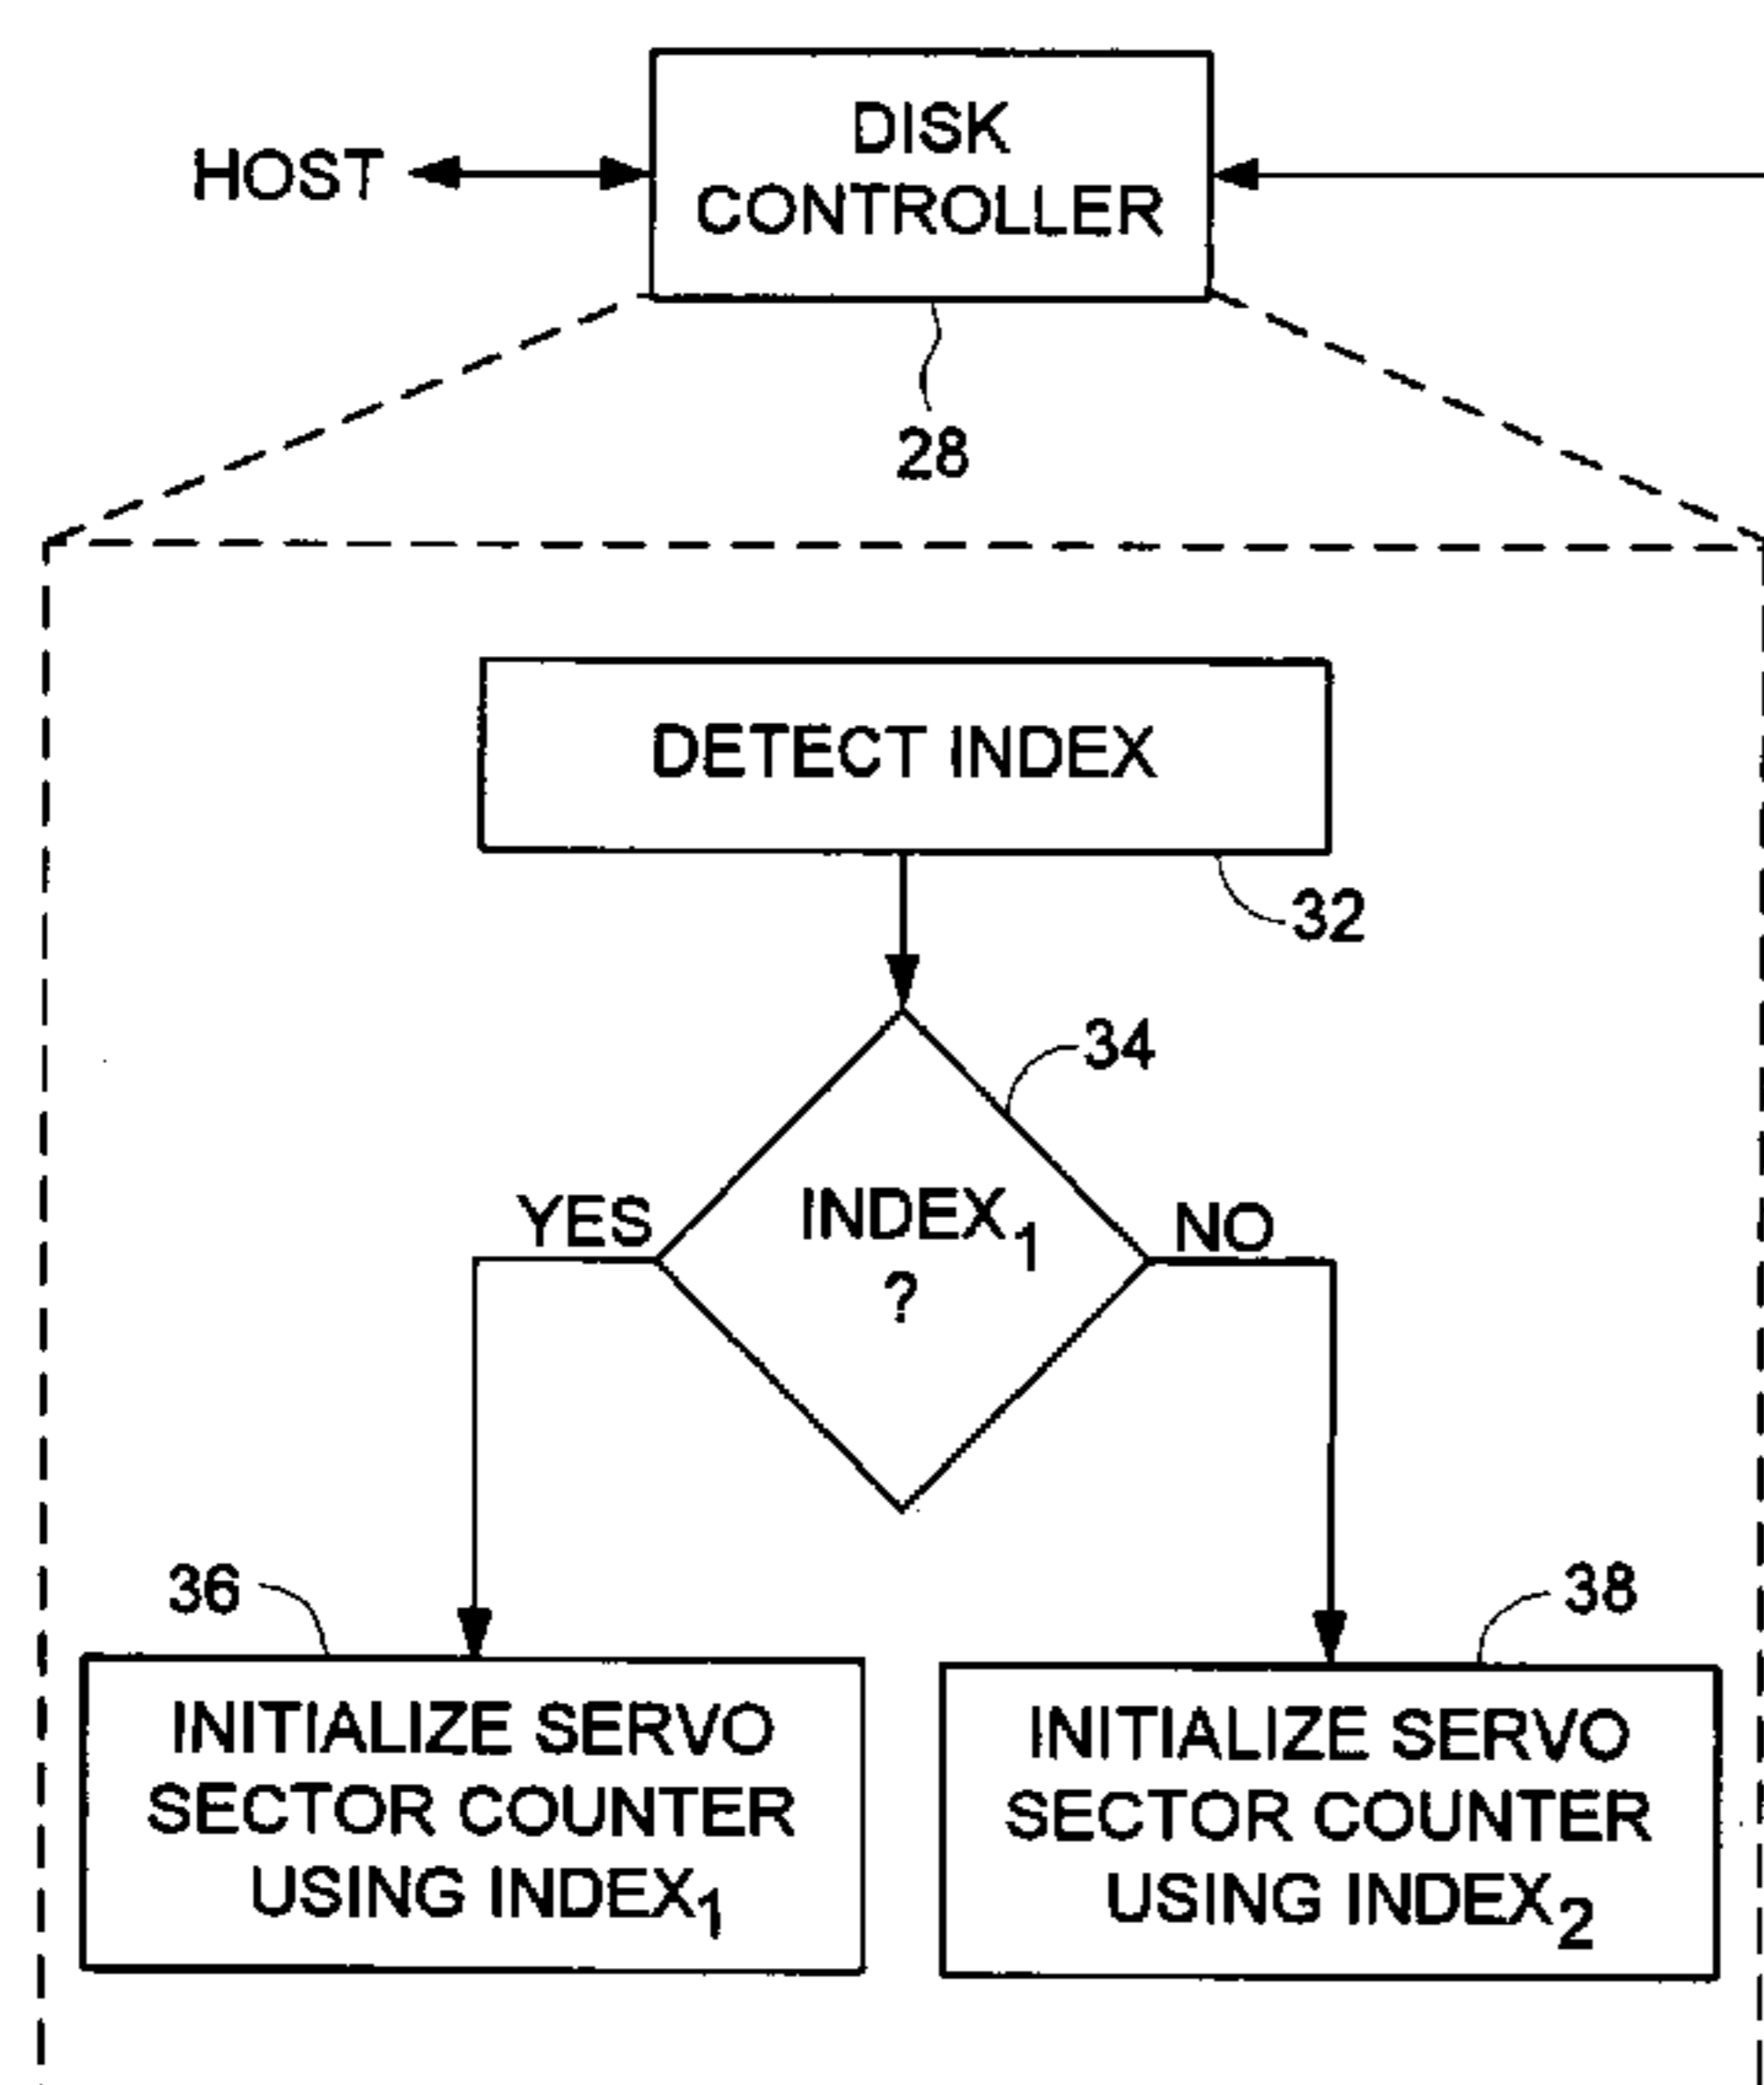 DISK
HOST
CONTROLLER
28
DETECT INDEX
32
34
YES
INDEX1
NO
?
36
38
INITIALIZE SERVO
SECTOR COUNTER
USING INDEX1
INITIALIZE SERVO
SECTOR COUNTER
USING INDEX2